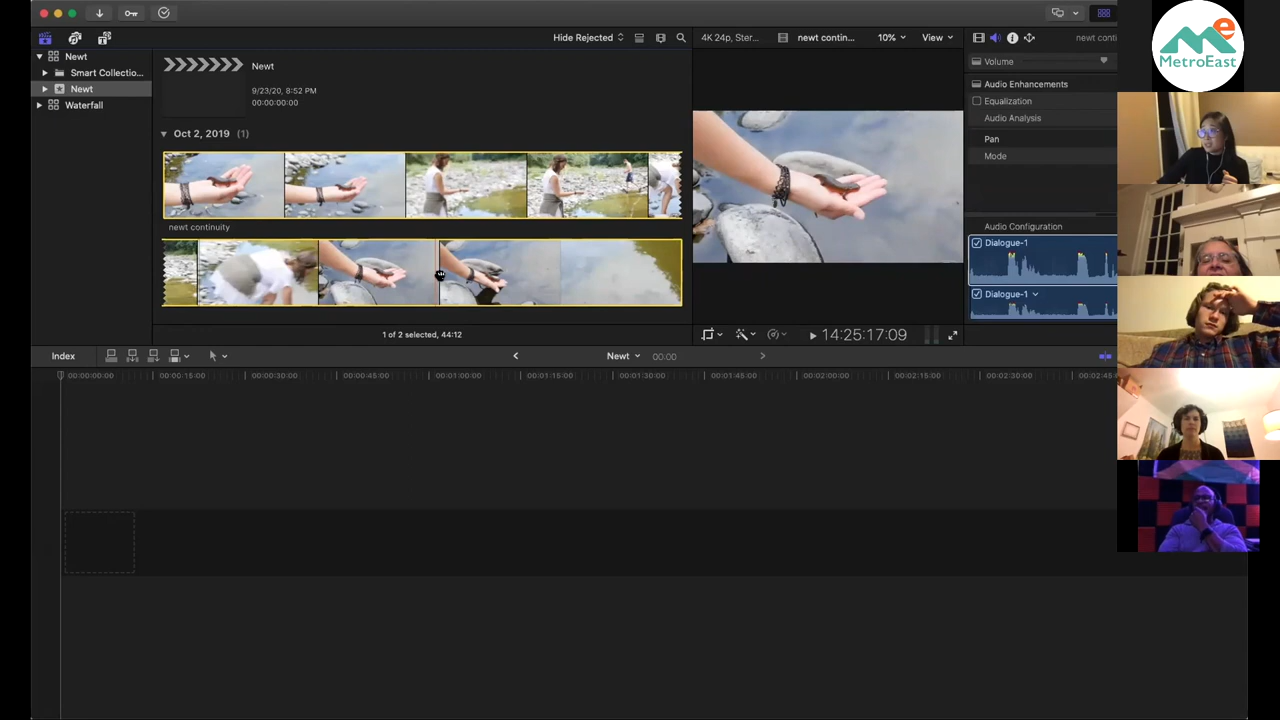 Hide Rejected
4K 24p, Ster...
newt contin...
10%
View
newt conti
MetroEast
Newt
Smart Collectio...
Newt
Waterfall
Newt
9/23/20, 8:52 PM
00:00:00:00
Oct 2, 2019 (1)
newt continuity
1 of 2 selected, 44:12
Volume
Audio Enhancements
Equalization
Audio Analysis
Pan
Mode
Audio Configuration
Dialogue-1
Dialogue-1
14:25:17:09
Index
Newt
00:00
00:00:00:00
00:00:15:00
00:00:30:00
00:00:45:00
00:01:00:00
00:01:15:00
00:01:30:00
00:01:45:00
00:02:00:00
00:02:15:00
00:02:30:00
00:02:45:0